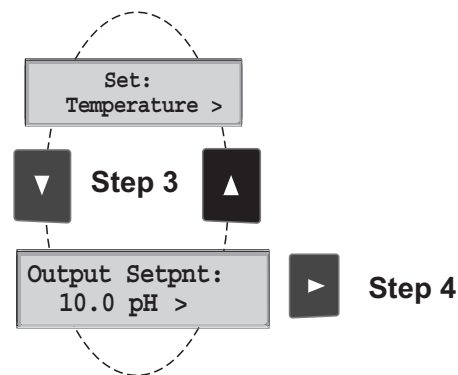 Set:
Temperature >
Step 3
Output Setpnt:
10.0 pH >
Step 4